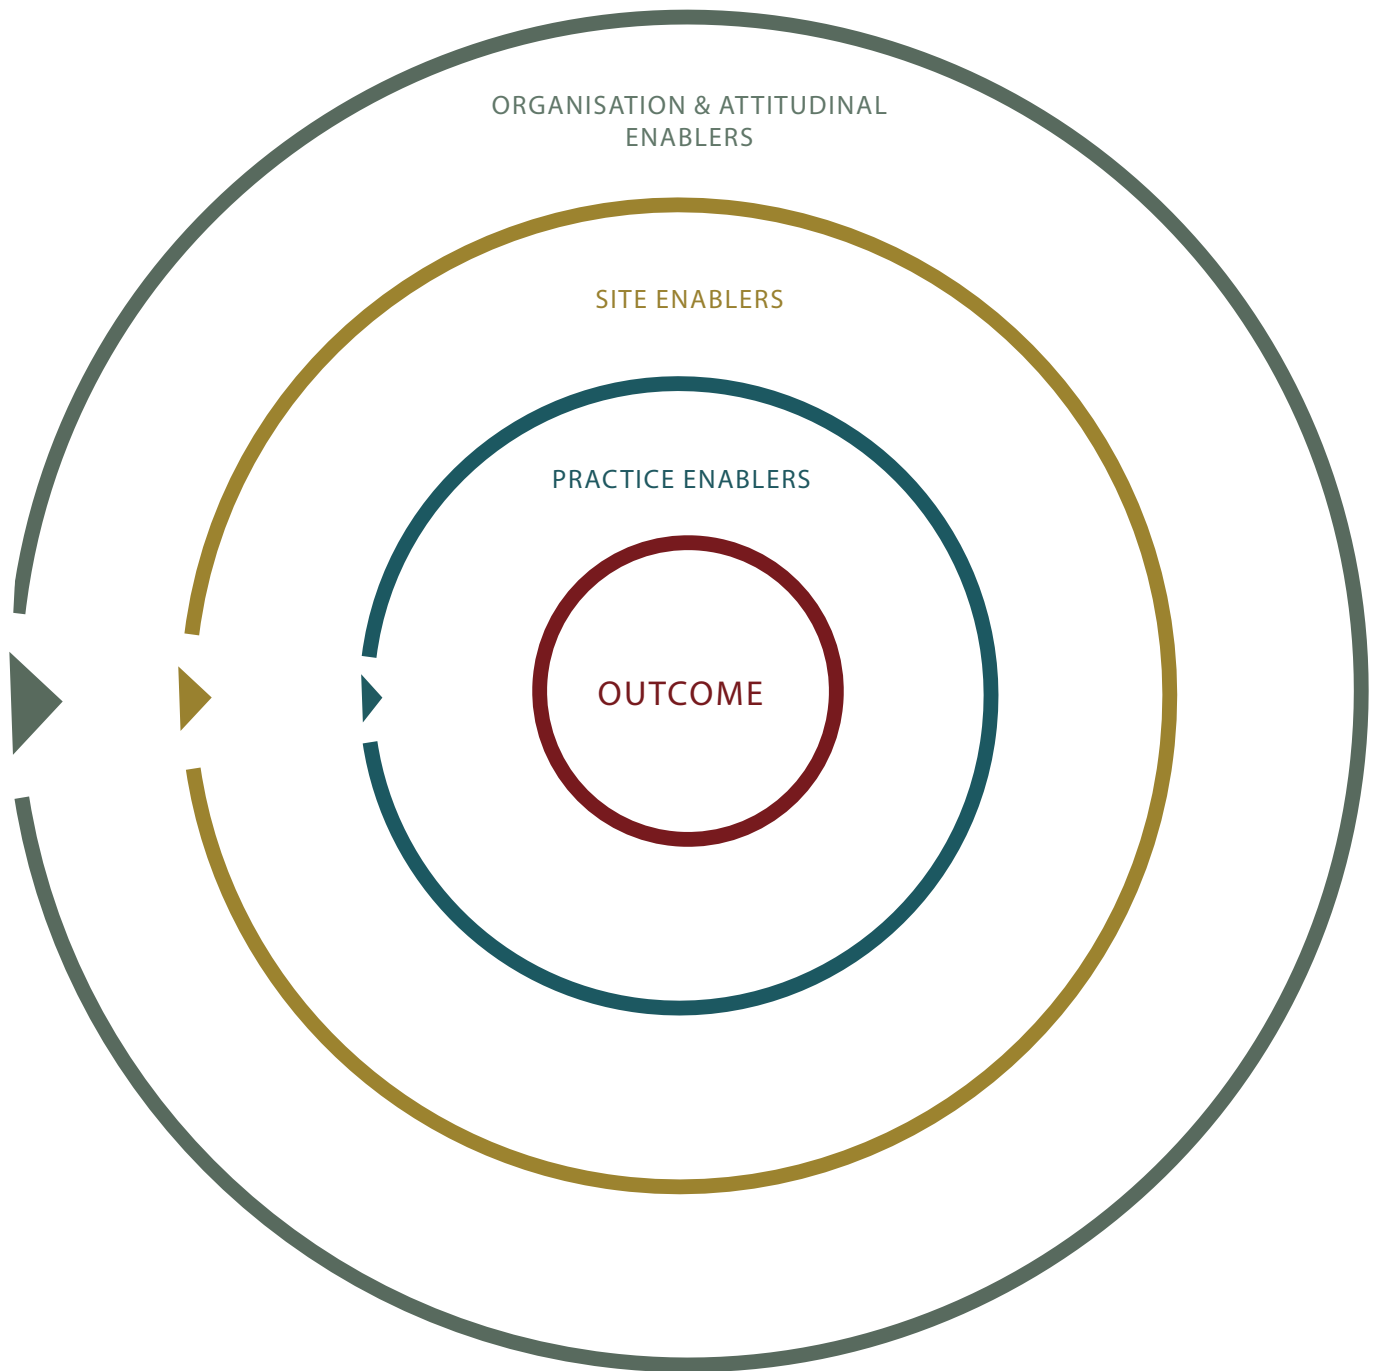 ORGANISATION & ATTITUDINAL
ENABLERS
SITE ENABLERS
PRACTICE ENABLERS
OUTCOME